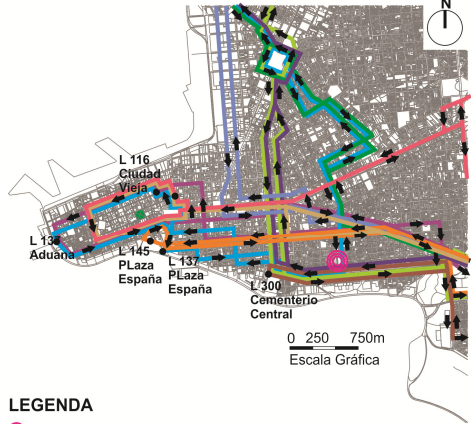 N
L 116
Ciudad
Vieja
Aduana
L 145
PLaza
España
L 137
PLaza
España
L 300
Cementerio
Central
0 250 750m
Escala Gráfica
LEGENDA